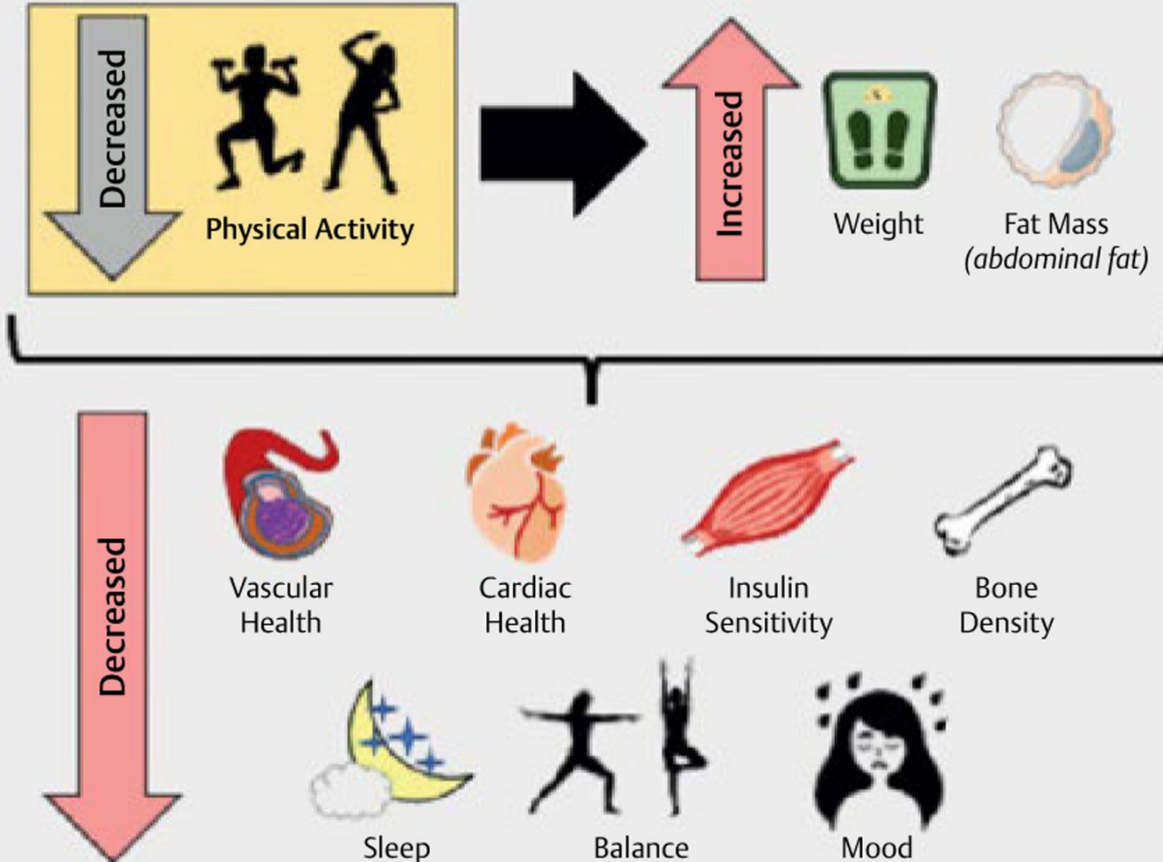 Decreased
Physical Activity
Increased
Weight
Fat Mass
(abdominal fat)
Decreased
Vascular
Health
Cardiac
Health
Insulin
Sensitivity
Bone
Density
Sleep
Balance
Mood